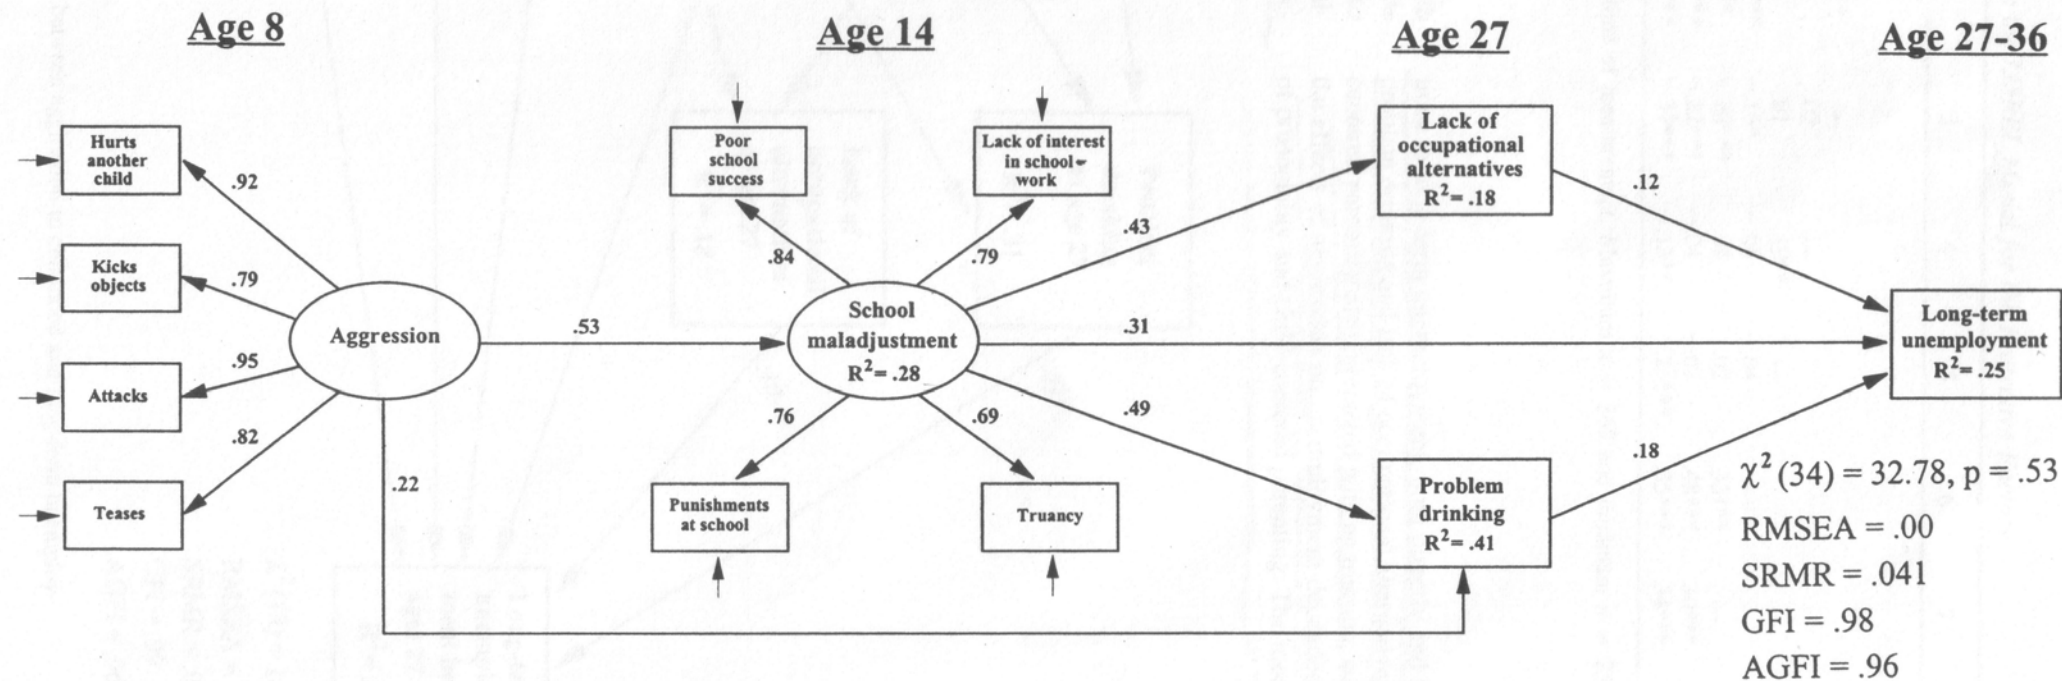 Age 8
Age 14
Age 27
Age 27-36
Hurts
another
child
.92
Kicks
objects
.79
Attacks
.95
Teases
.82
Aggression
.53
.22
Poor
school
success
.84
Lack of interest
in school-
work
.79
School
maladjustment
R² = .28
.76
Punishments
at school
.69
Truancy
.43
.31
.49
Lack of
occupational
alternatives
R² = .18
.12
Problem
drinking
R² = .41
.18
Long-term
unemployment
R² = .25
χ² (34) = 32.78, p = .53
RMSEA = .00
SRMR = .041
GFI = .98
AGFI = .96